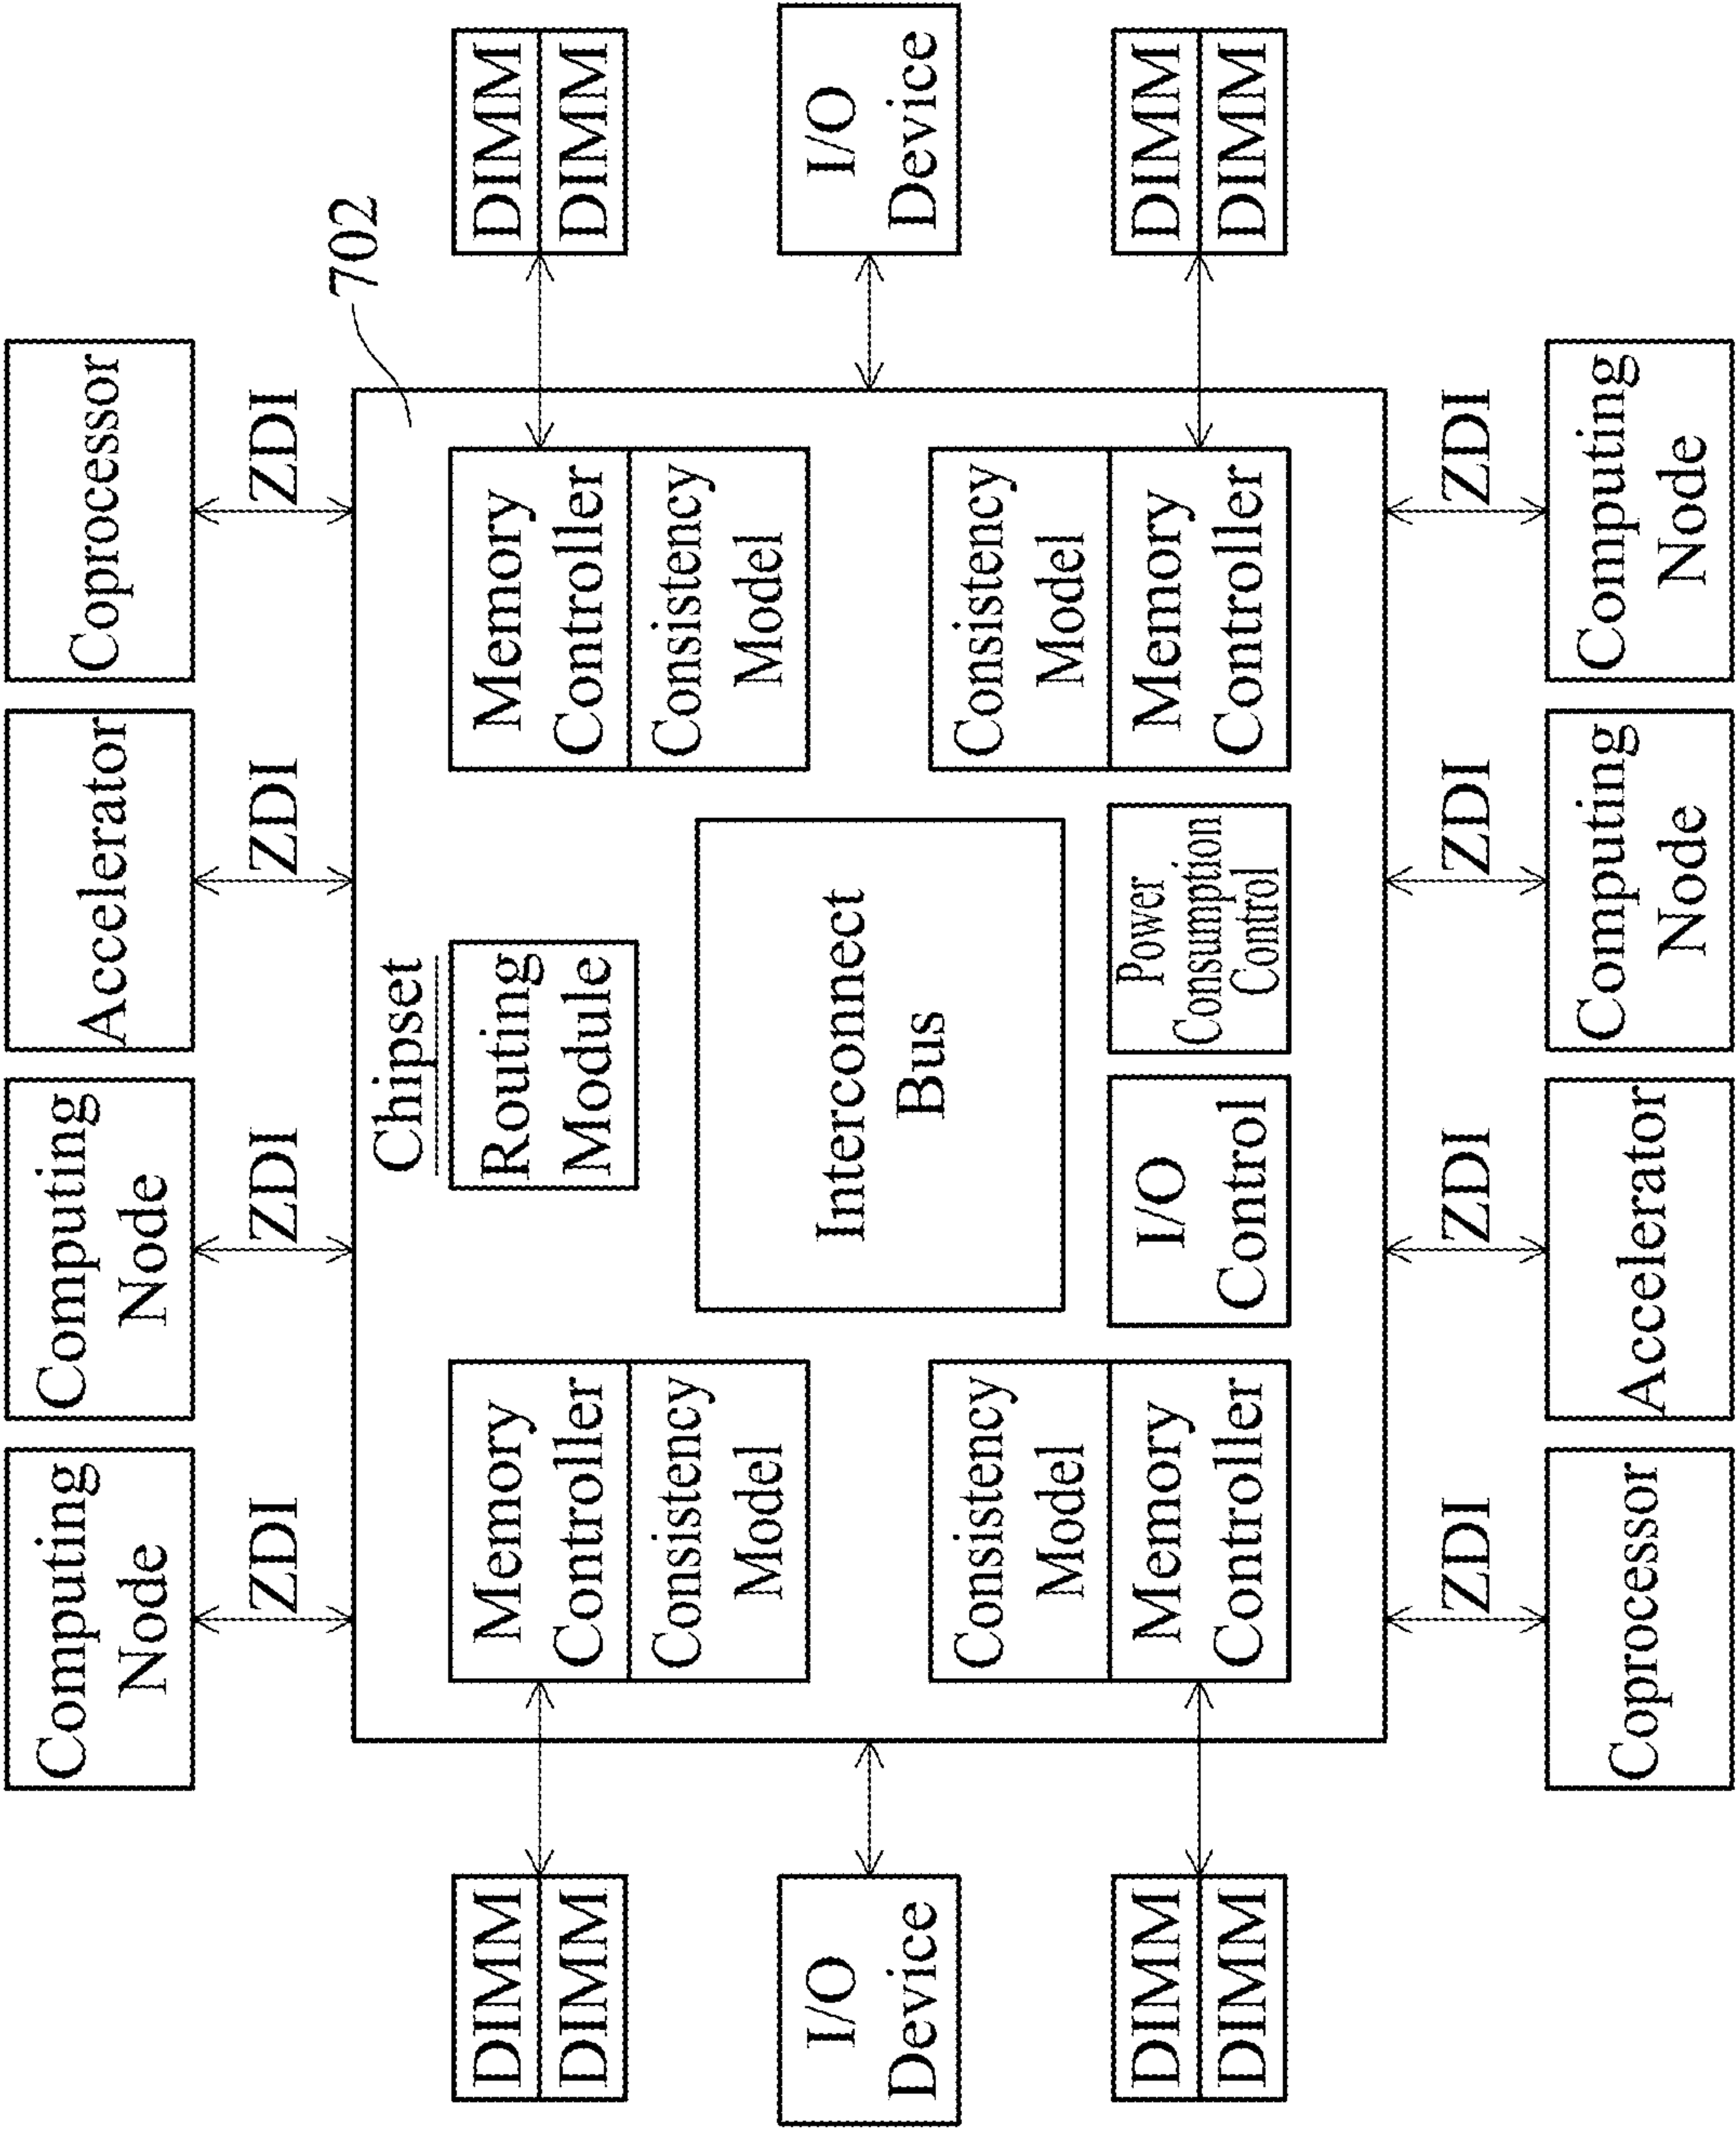 Computing
Node
Computing
Node
Accelerator
Coprocessor
ZDI
ZDI
ZDI
ZDI
702
Chipset
DIMM
DIMM
Memory
Controller
Consistency
Model
Routing
Module
Memory
Controller
Consistency
Model
DIMM
DIMM
I/O
Device
Interconnect
Bus
I/O
Device
DIMM
DIMM
Consistency
Model
Memory
Controller
I/O
Control
Power
Consumption
Control
Consistency
Model
Memory
Controller
DIMM
DIMM
ZDI
ZDI
ZDI
ZDI
Coprocessor
Accelerator
Computing
Node
Computing
Node